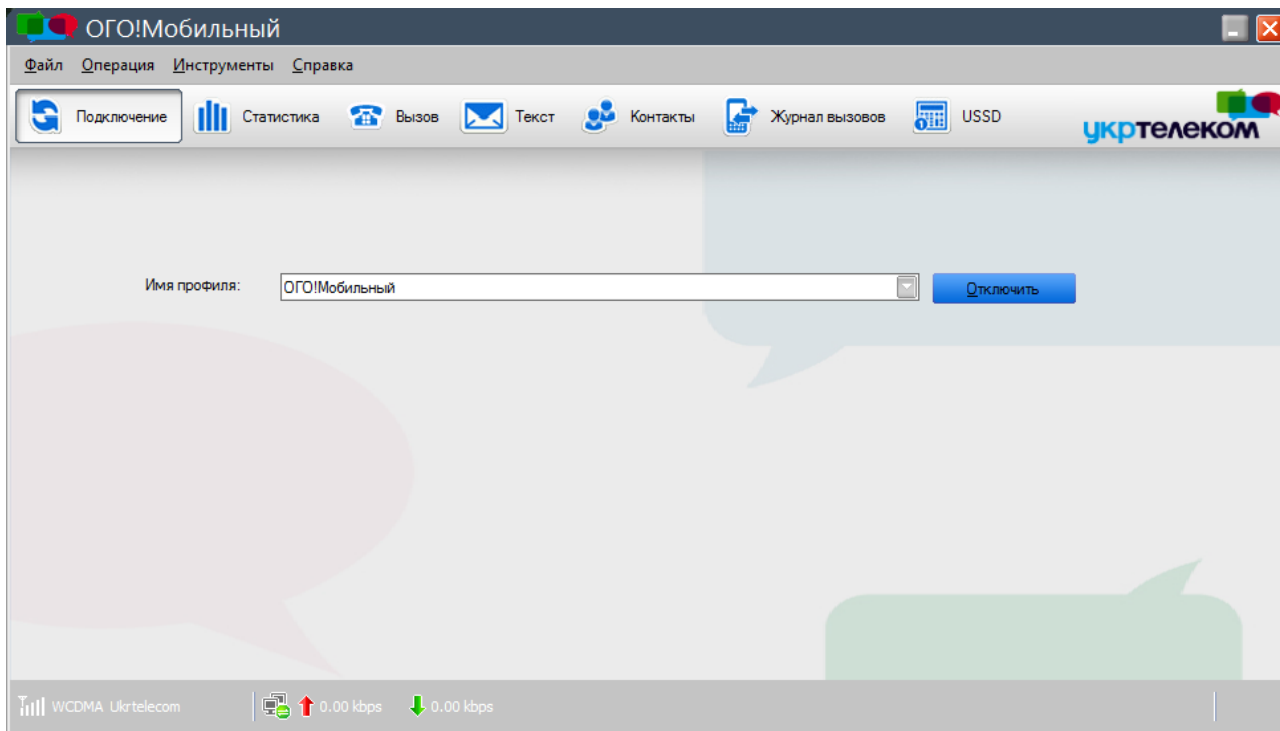 ОГО!Мобильный
Файл Операция Инструменты Справка
Подключение Статистика Вызов Текст Контакты Журнал вызовов USSD укртелеком
Имя профиля: ОГО!Мобильный Отключить
WCDMA Ukrtelecom 0.00 kbps 0.00 kbps